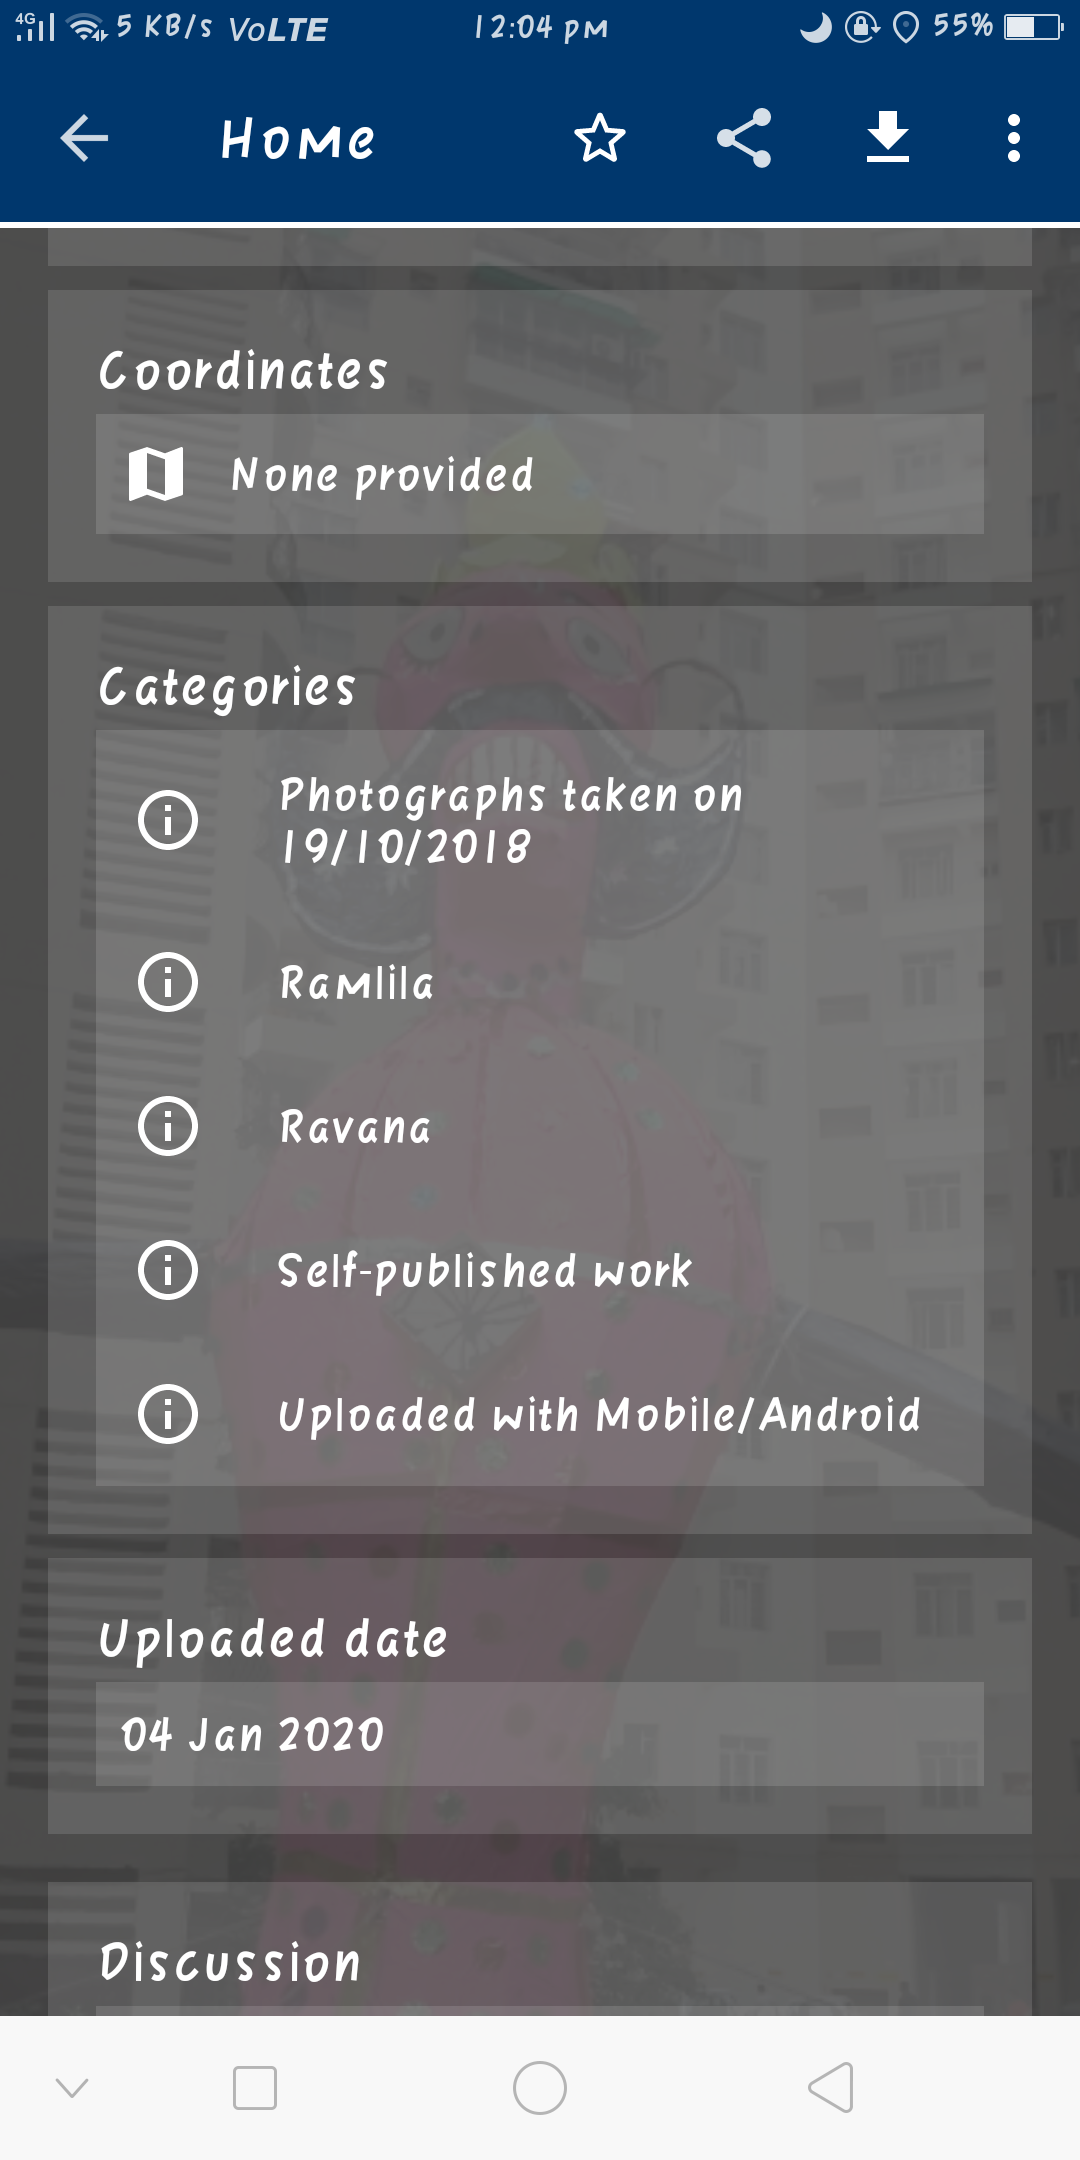 4G 5 KB/s VoLTE 12:04 PM 55%
Home
Coordinates
None provided
Categories
Photographs taken on
19/10/2018
Ramlila
Ravana
Self-published work
Uploaded with Mobile/Android
Uploaded date
04 Jan 2020
Discussion